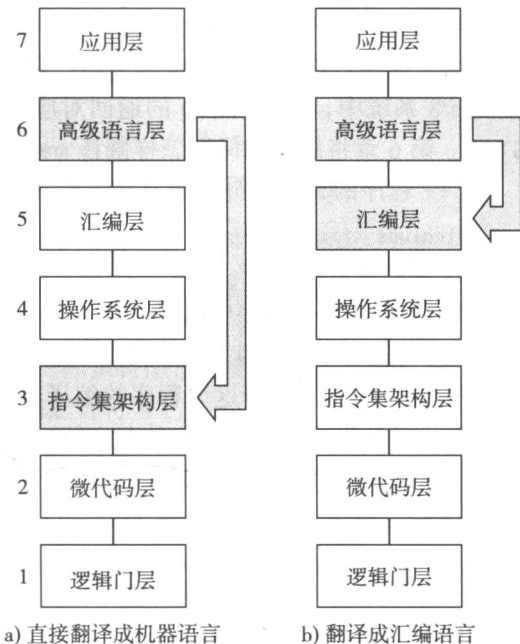 7 应用层 应用层
6 高级语言层 高级语言层
5 汇编层 汇编层
4 操作系统层 操作系统层
3 指令集架构层 指令集架构层
2 微代码层 微代码层
1 逻辑门层 逻辑门层
a) 直接翻译成机器语言 b) 翻译成汇编语言